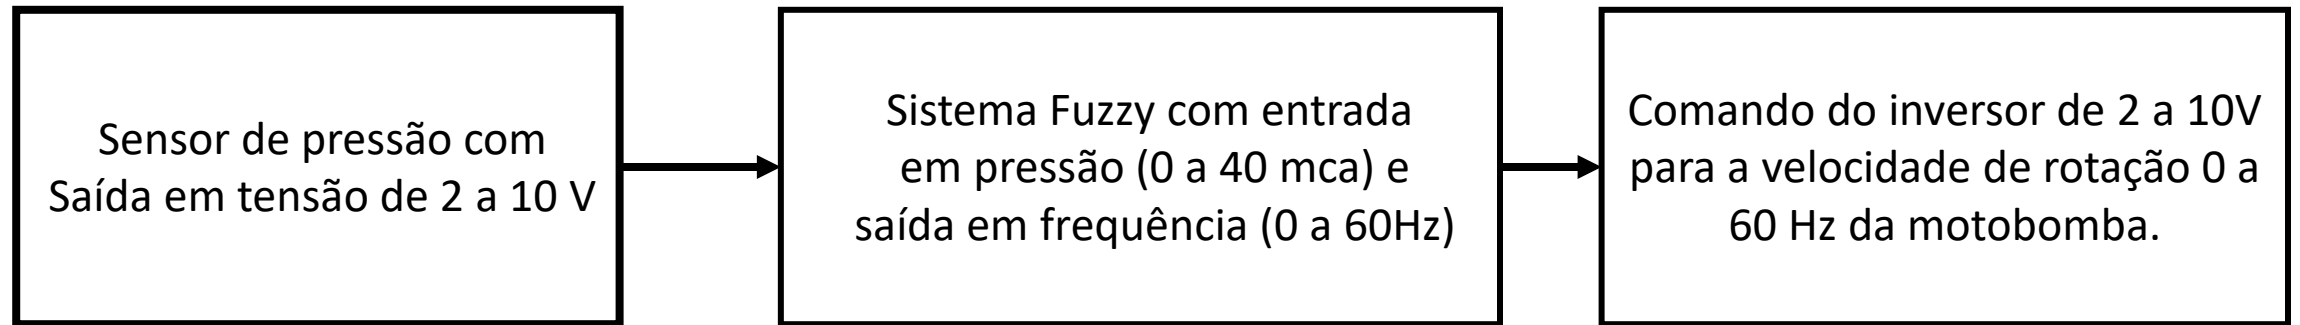 Sensor de pressão com
Saída em tensão de 2 a 10 V
Sistema Fuzzy com entrada
em pressão (0 a 40 mca) e
saída em frequência (0 a 60Hz)
Comando do inversor de 2 a 10V
para a velocidade de rotação 0 a
60 Hz da motobomba.